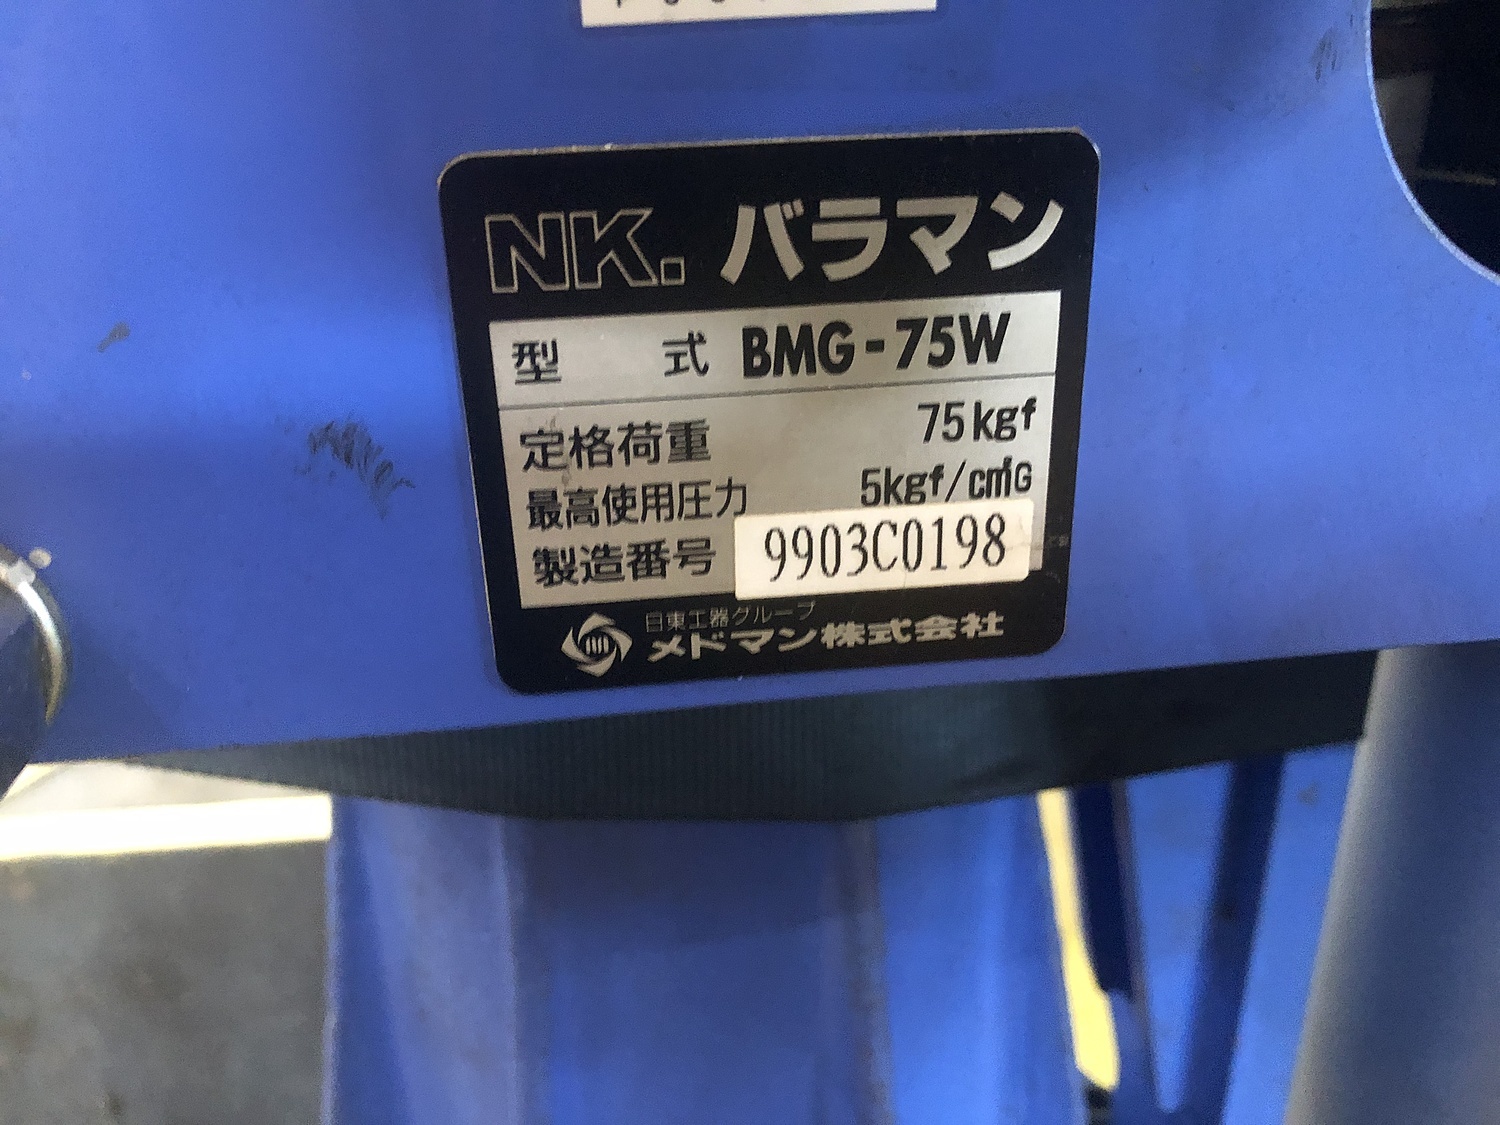 NK. バラマン
型 式 BMG-75W
定格荷重 75kgf
最高使用圧力 5kgf/c㎡G
製造番号 9903C0198
日東工器グループ
メドマン株式会社